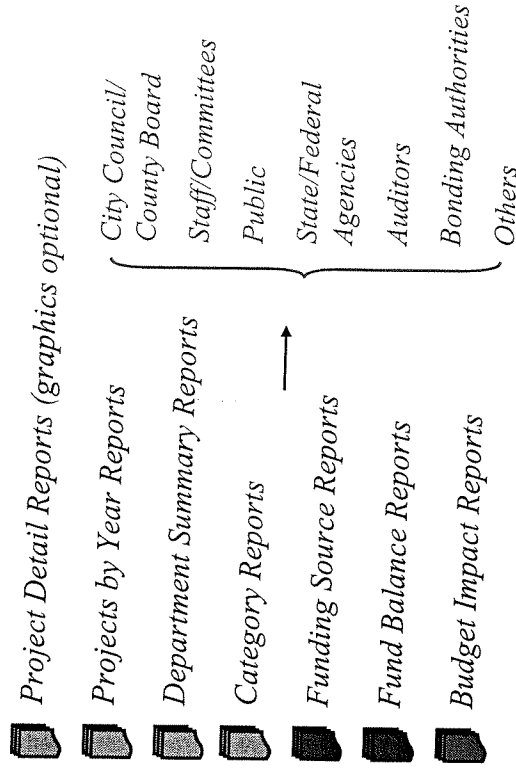 Project Detail Reports (graphics optional)
Projects by Year Reports
Department Summary Reports
Category Reports
Funding Source Reports
Fund Balance Reports
Budget Impact Reports
City Council/
County Board
Staff/Committees
Public
State/Federal
Agencies
Auditors
Bonding Authorities
Others